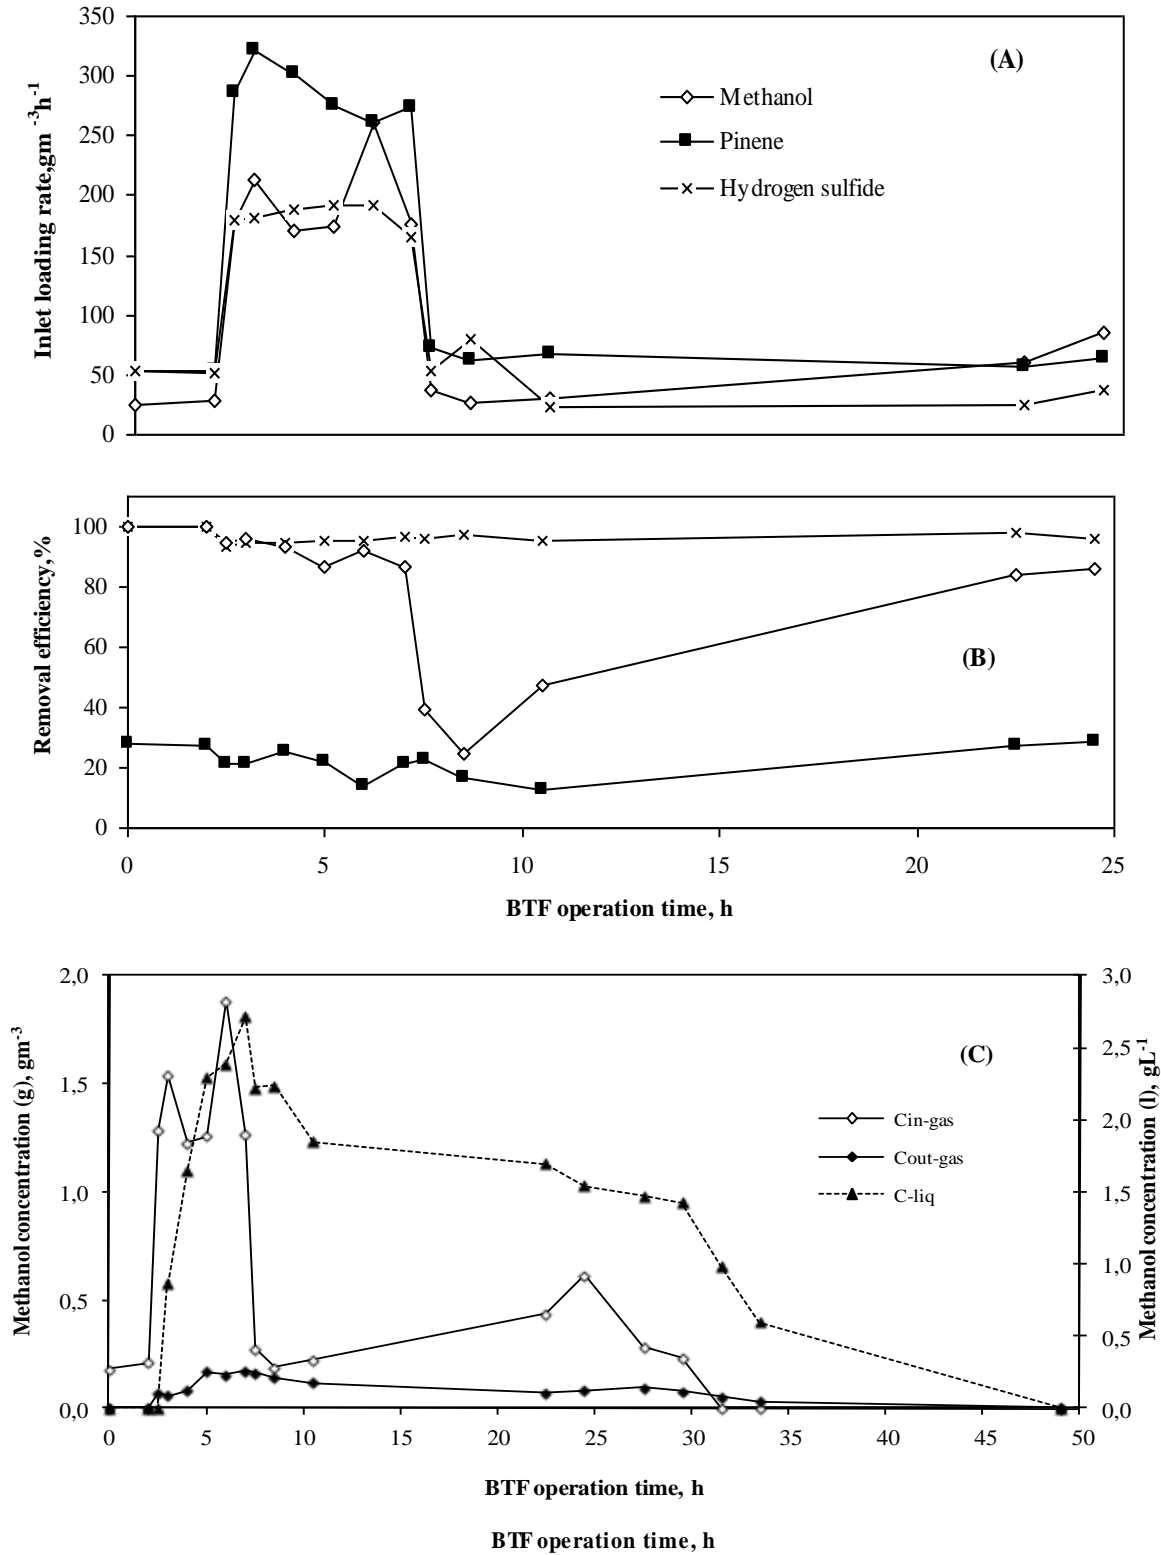 350
300
250
200
150
100
50
0
Inlet loading rate,gm⁻³h⁻¹
(A)
Methanol
Pinene
Hydrogen sulfide
100
80
60
40
20
0
Removal efficiency,%
(B)
0 5 10 15 20 25
BTF operation time, h
2,0
1,5
1,0
0,5
0,0
Methanol concentration (g), gm⁻³
3,0
2,5
2,0
1,5
1,0
0,5
0,0
Methanol concentration (l), gL⁻¹
(C)
Cin-gas
Cout-gas
C-liq
0 5 10 15 20 25 30 35 40 45 50
BTF operation time, h
BTF operation time, h